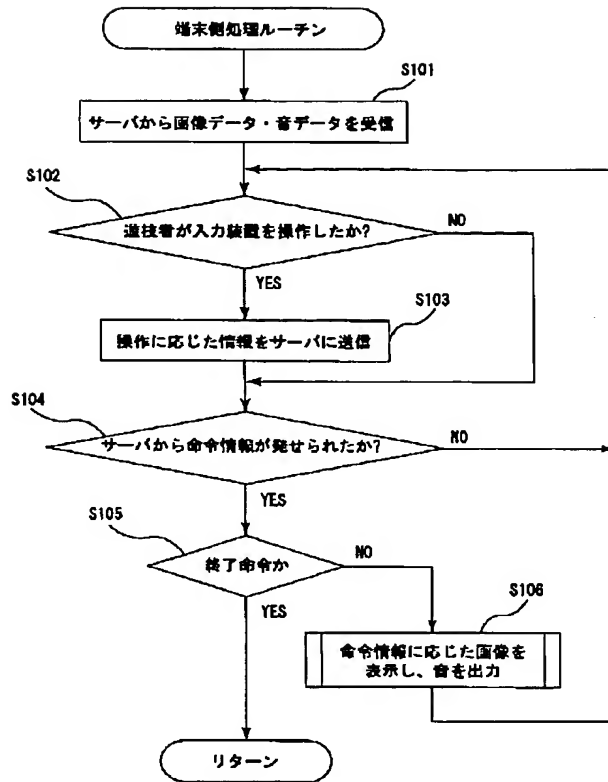 端末側処理ルーチン
S101
サーバから画像データ・音データを受信
S102
遊技者が入力装置を操作したか?
NO
YES
S103
操作に応じた情報をサーバに送信
S104
サーバから命令情報が発せられたか?
NO
YES
S105
終了命令か
NO
YES
S106
命令情報に応じた画像を
表示し、音を出力
リターン